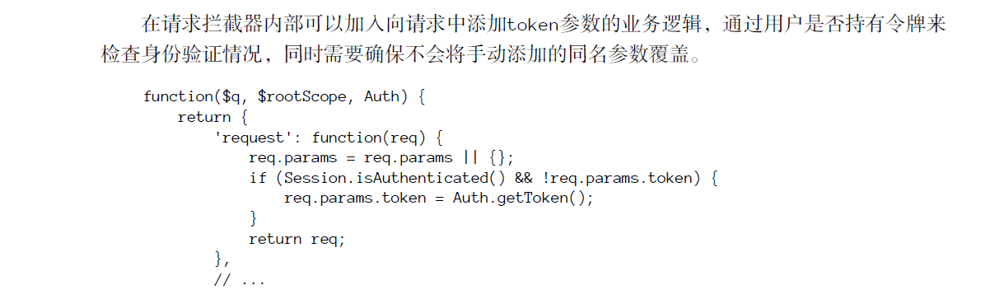 在请求拦截器内部可以加入向请求中添加token参数的业务逻辑，通过用户是否持有令牌来
检查身份验证情况，同时需要确保不会将手动添加的同名参数覆盖。
function($q, $rootScope, Auth) {
    return {
        'request': function(req) {
            req.params = req.params || {};
            if (Session.isAuthenticated() && !req.params.token) {
                req.params.token = Auth.getToken();
            }
            return req;
        },
        // ...